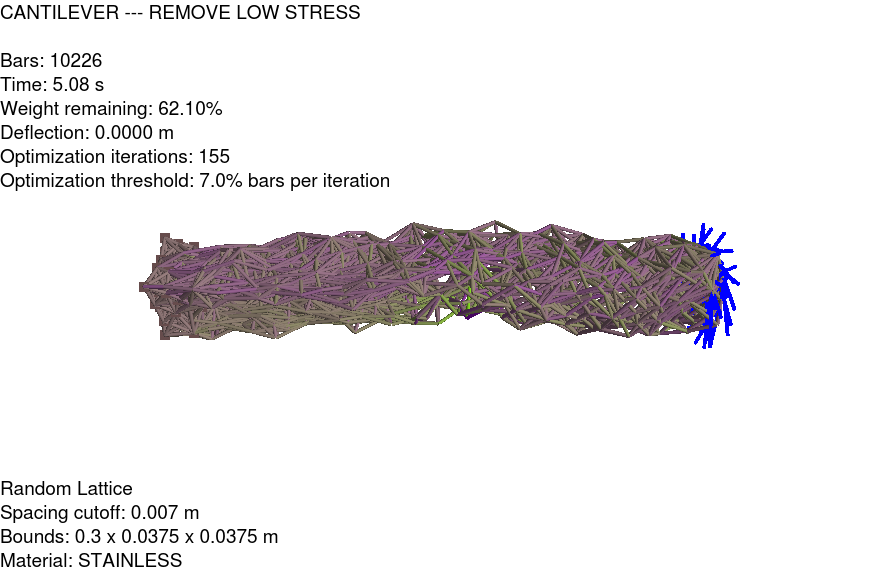 CANTILEVER --- REMOVE LOW STRESS
Bars: 10226
Time: 5.08 s
Weight remaining: 62.10%
Deflection: 0.0000 m
Optimization iterations: 155
Optimization threshold: 7.0% bars per iteration
Random Lattice
Spacing cutoff: 0.007 m
Bounds: 0.3 x 0.0375 x 0.0375 m
Material: STAINLESS